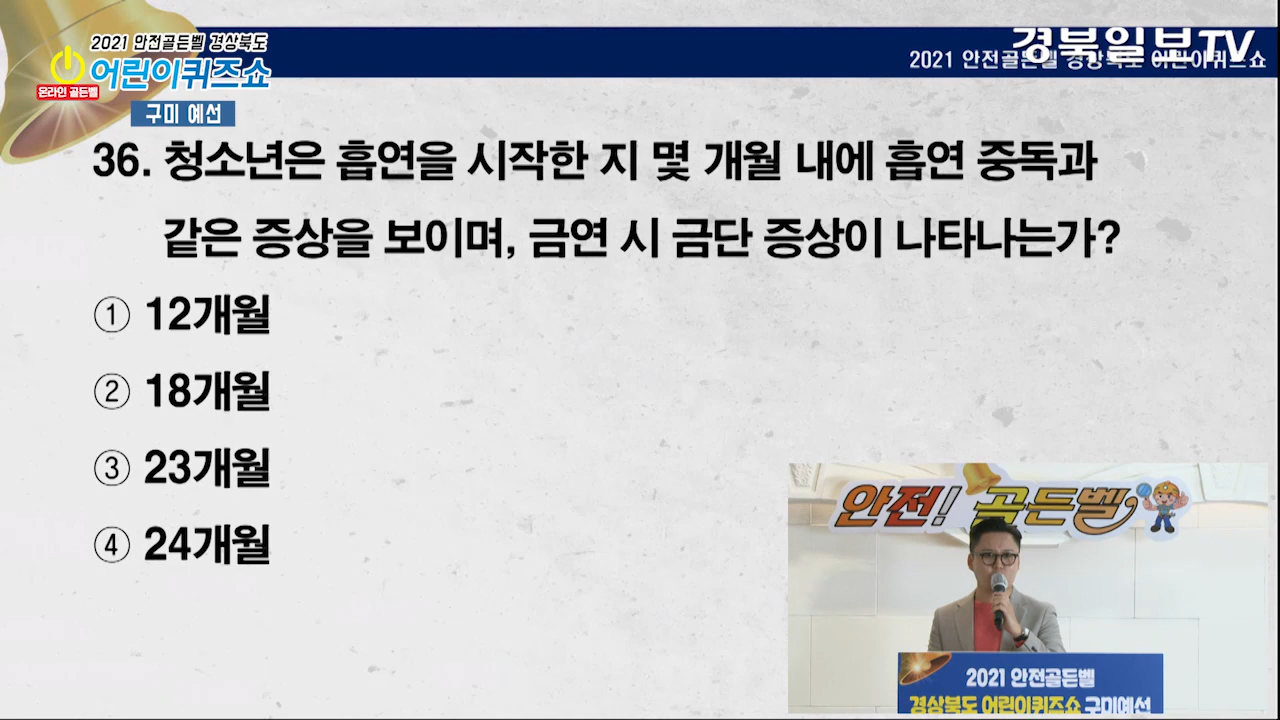 2021 안전골든벨 경상북도
어린이퀴즈쇼
온라인 골든벨
구미 예선
경북일보TV
2021 안전골든벨 경상북도 어린이퀴즈쇼
36. 청소년은 흡연을 시작한 지 몇 개월 내에 흡연 중독과
같은 증상을 보이며, 금연 시 금단 증상이 나타나는가?
① 12개월
② 18개월
③ 23개월
④ 24개월
안전! 골든벨
2021 안전골든벨
경상북도 어린이퀴즈쇼 구미예선